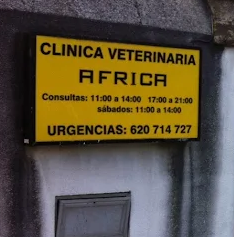 CLINICA VETERINARIA
AFRICA
Consultas: 11:00 a 14:00 17:00 a 21:00
sábados: 11:00 a 14:00
URGENCIAS: 620 714 727